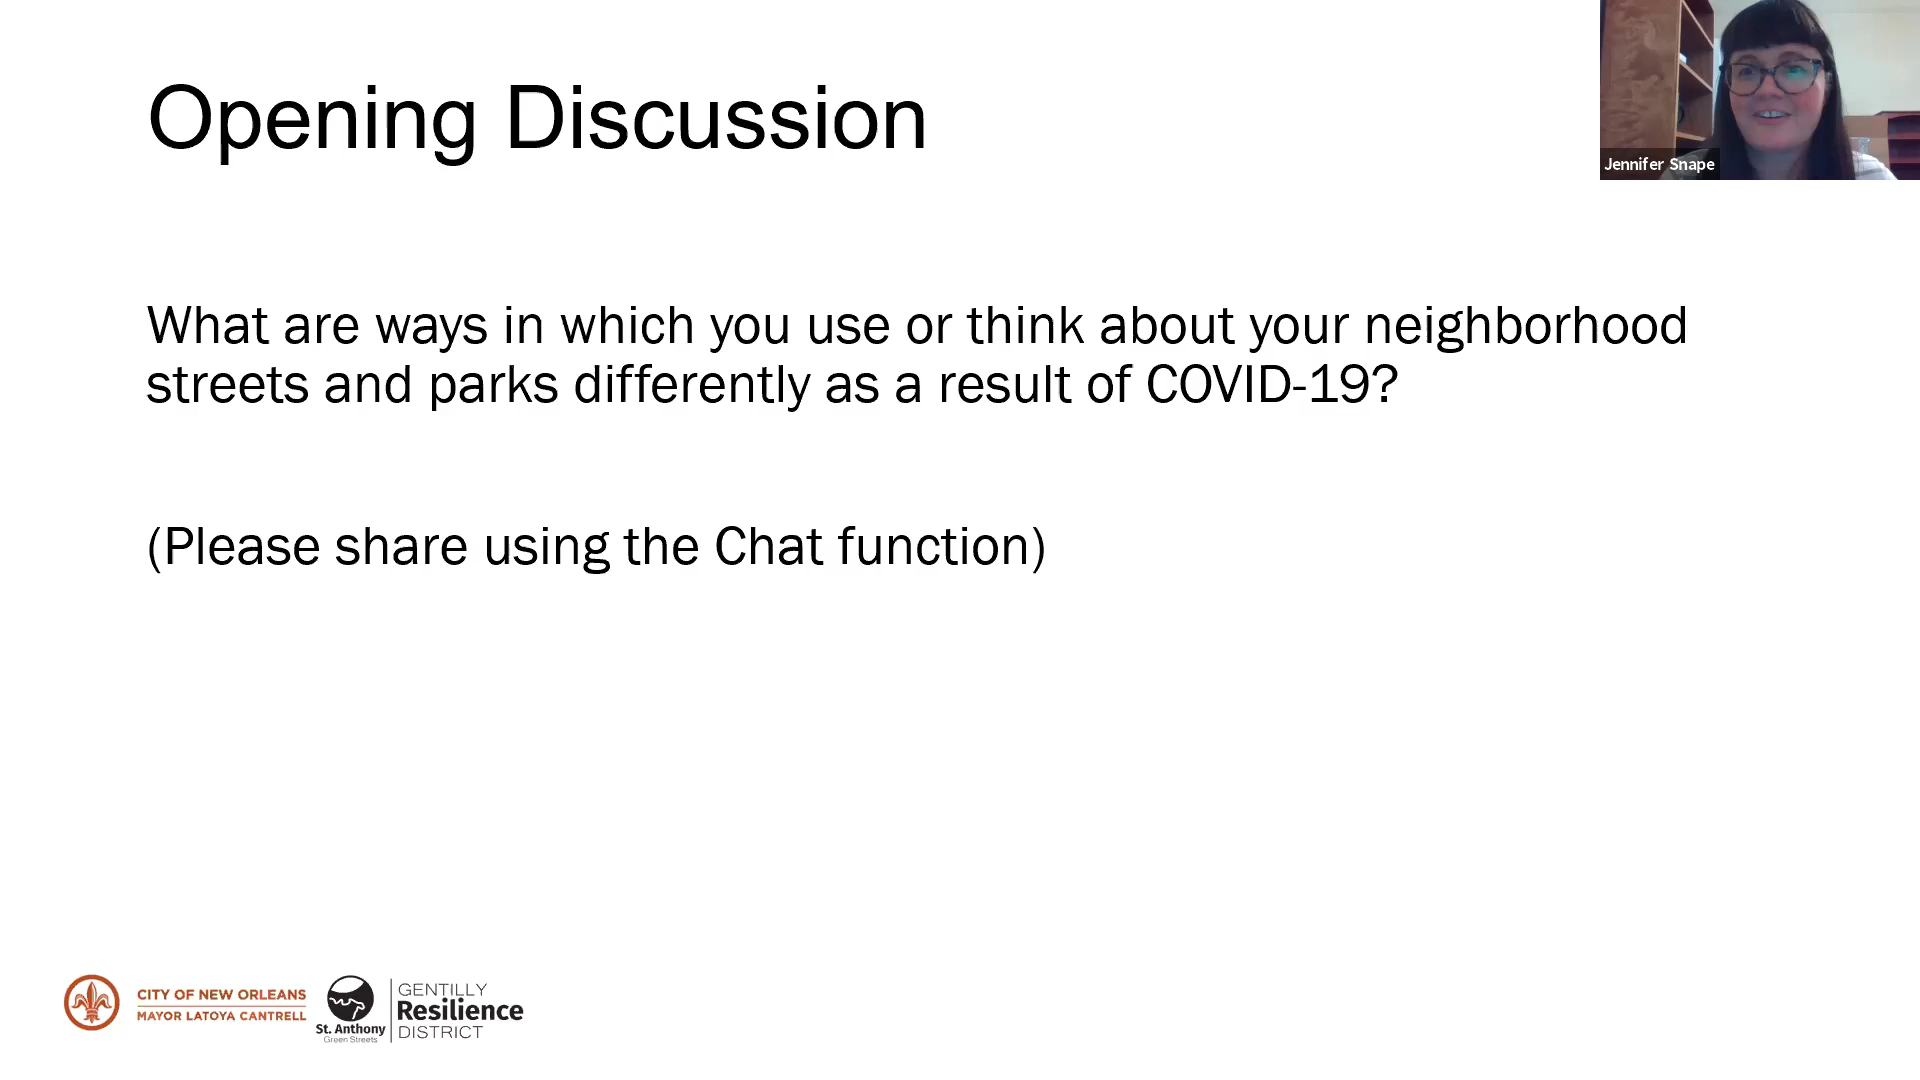 Opening Discussion
Jennifer Snape
What are ways in which you use or think about your neighborhood
streets and parks differently as a result of COVID-19?
(Please share using the Chat function)
CITY OF NEW ORLEANS
MAYOR LATOYA CANTRELL
St. Anthony
Green Streets
GENTILLY
Resilience
DISTRICT